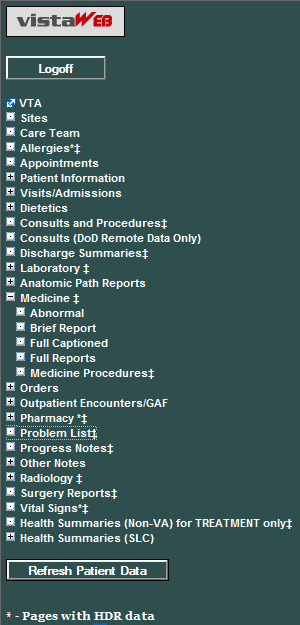 vistaWEB
Logoff
VTA
Sites
Care Team
Allergies*‡
Appointments
Patient Information
Visits/Admissions
Dietetics
Consults and Procedures‡
Consults (DoD Remote Data Only)
Discharge Summaries‡
Laboratory ‡
Anatomic Path Reports
Medicine ‡
Abnormal
Brief Report
Full Captioned
Full Reports
Medicine Procedures‡
Orders
Outpatient Encounters/GAF
Pharmacy *‡
Problem List‡
Progress Notes‡
Other Notes
Radiology ‡
Surgery Reports‡
Vital Signs*‡
Health Summaries (Non-VA) for TREATMENT only‡
Health Summaries (SLC)
Refresh Patient Data
* - Pages with HDR data